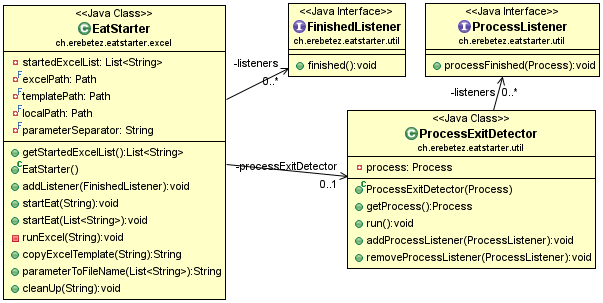 <<Java Class>>
EatStarter
ch.erebetez.eatstarter.excel
startedExcelList: List<String>
excelPath: Path
templatePath: Path
localPath: Path
parameterSeparator: String
getStartedExcelList():List<String>
EatStarter()
addListener(FinishedListener):void
startEat(String):void
startEat(List<String>):void
runExcel(String):void
copyExcelTemplate(String):String
parameterToFileName(List<String>):String
cleanUp(String):void
-listeners
0..*
<<Java Interface>>
FinishedListener
ch.erebetez.eatstarter.util
finished():void
<<Java Interface>>
ProcessListener
ch.erebetez.eatstarter.util
processFinished(Process):void
-listeners
0..*
-processExitDetector
0..1
<<Java Class>>
ProcessExitDetector
ch.erebetez.eatstarter.util
process: Process
ProcessExitDetector(Process)
getProcess():Process
run():void
addProcessListener(ProcessListener):void
removeProcessListener(ProcessListener):void